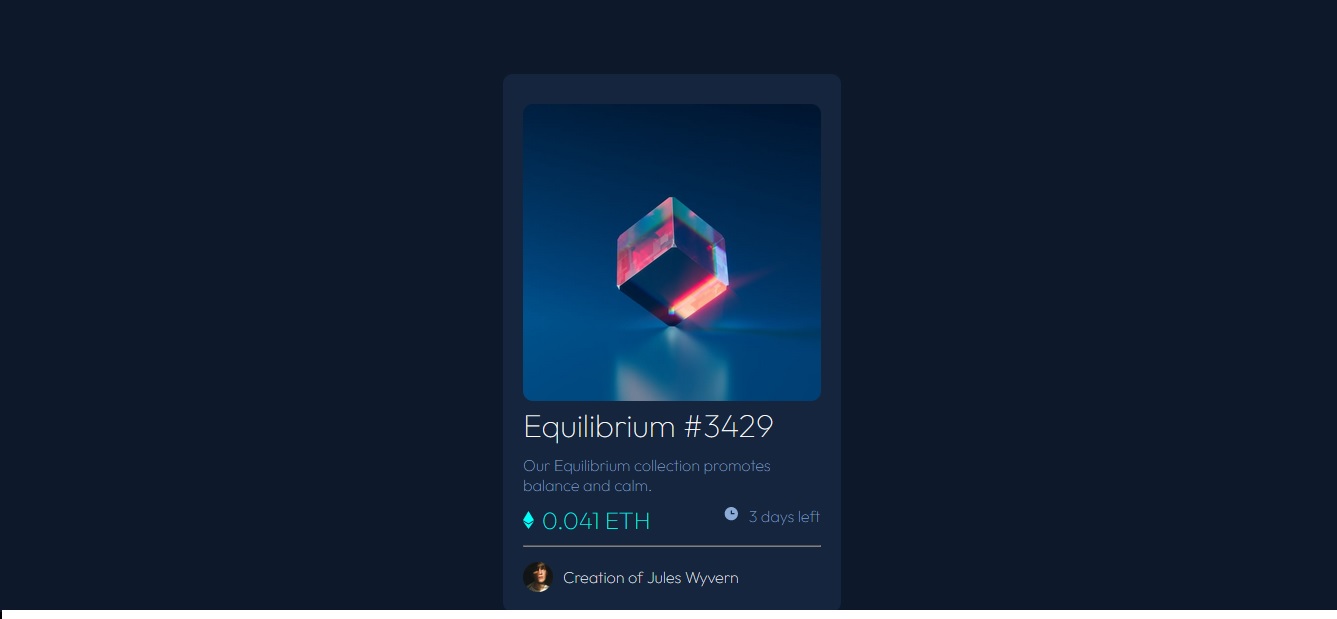 Equilibrium #3429
Our Equilibrium collection promotes
balance and calm.
0.041 ETH
3 days left
Creation of Jules Wyvern